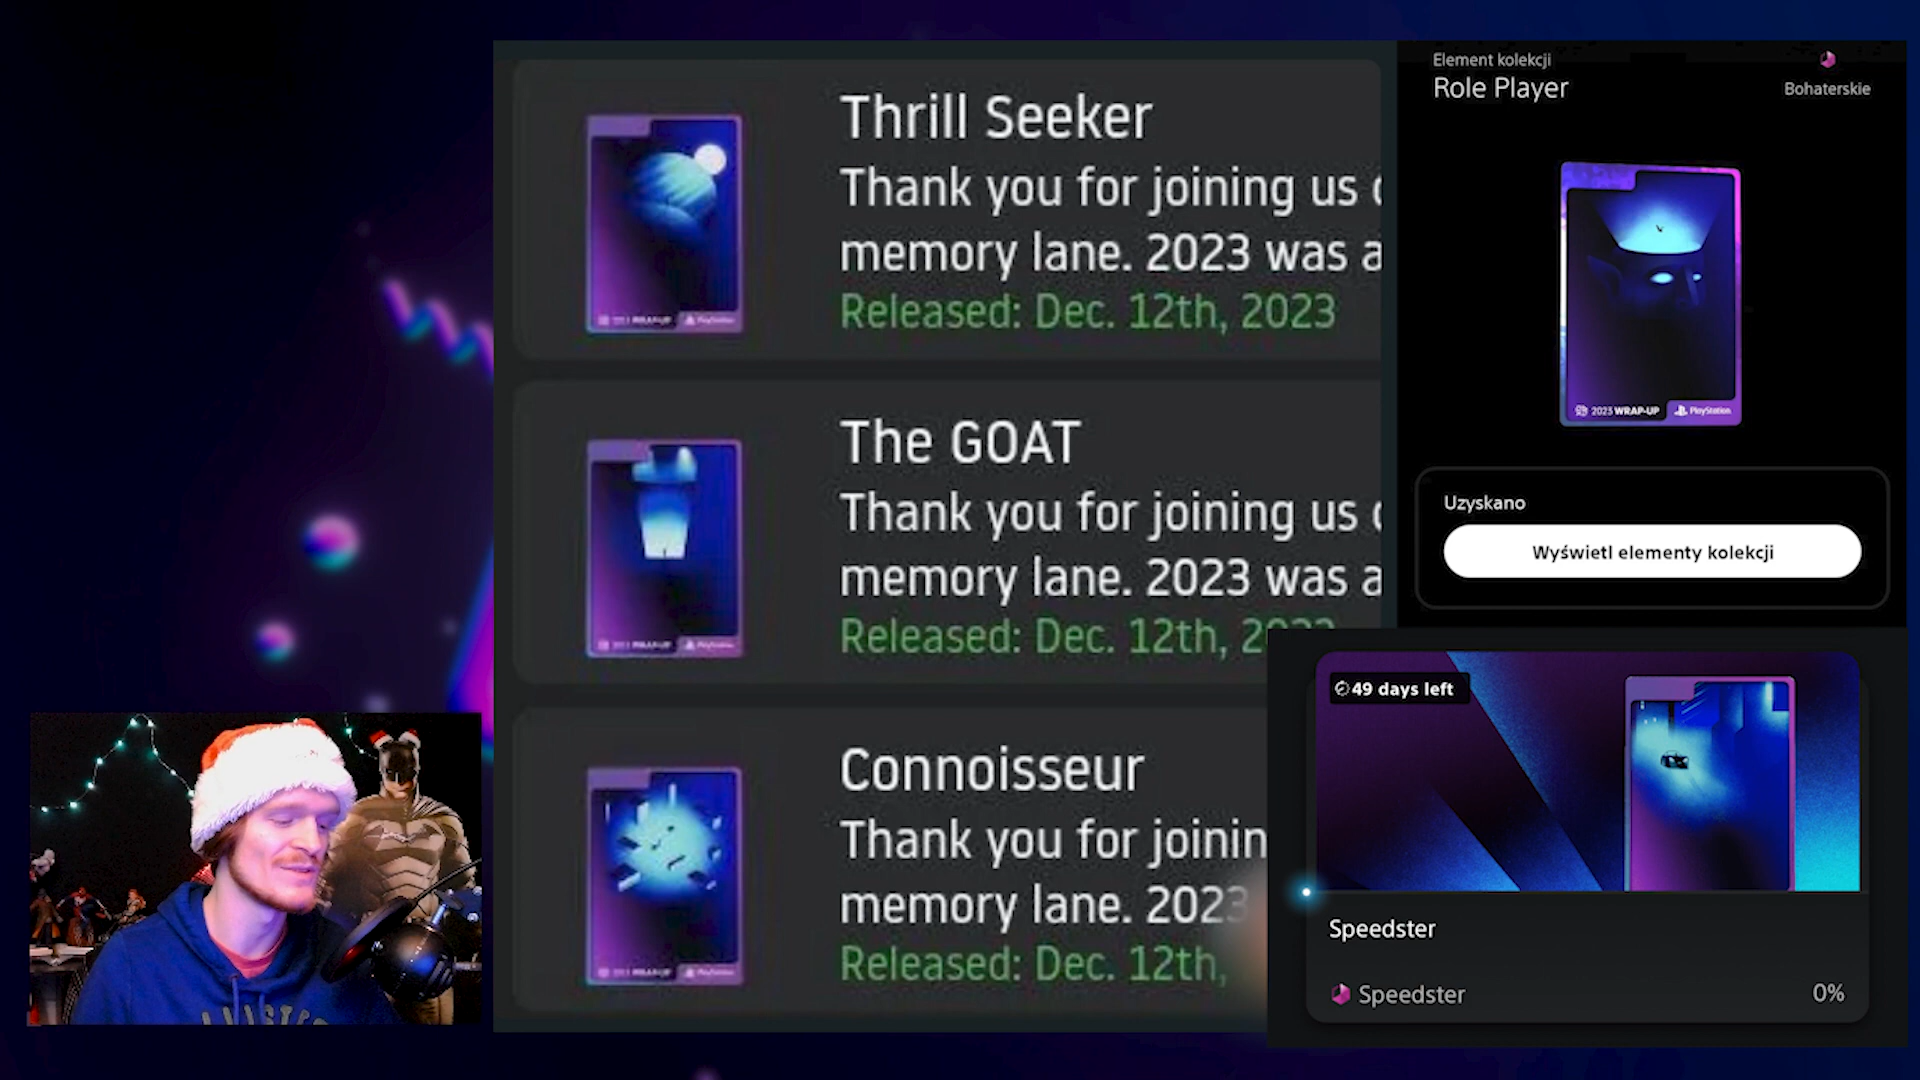 Thrill Seeker
Thank you for joining us
memory lane. 2023 was a
Released: Dec. 12th, 2023
The GOAT
Thank you for joining us
memory lane. 2023 was a
Released: Dec. 12th,
Connoisseur
Thank you for joinin
memory lane. 2023
Released: Dec. 12th,
Element kolekcji
Role Player
Bohaterskie
2023 WRAP-UP
PlayStation
Uzyskano
Wyświetl elementy kolekcji
49 days left
Speedster
Speedster
0%